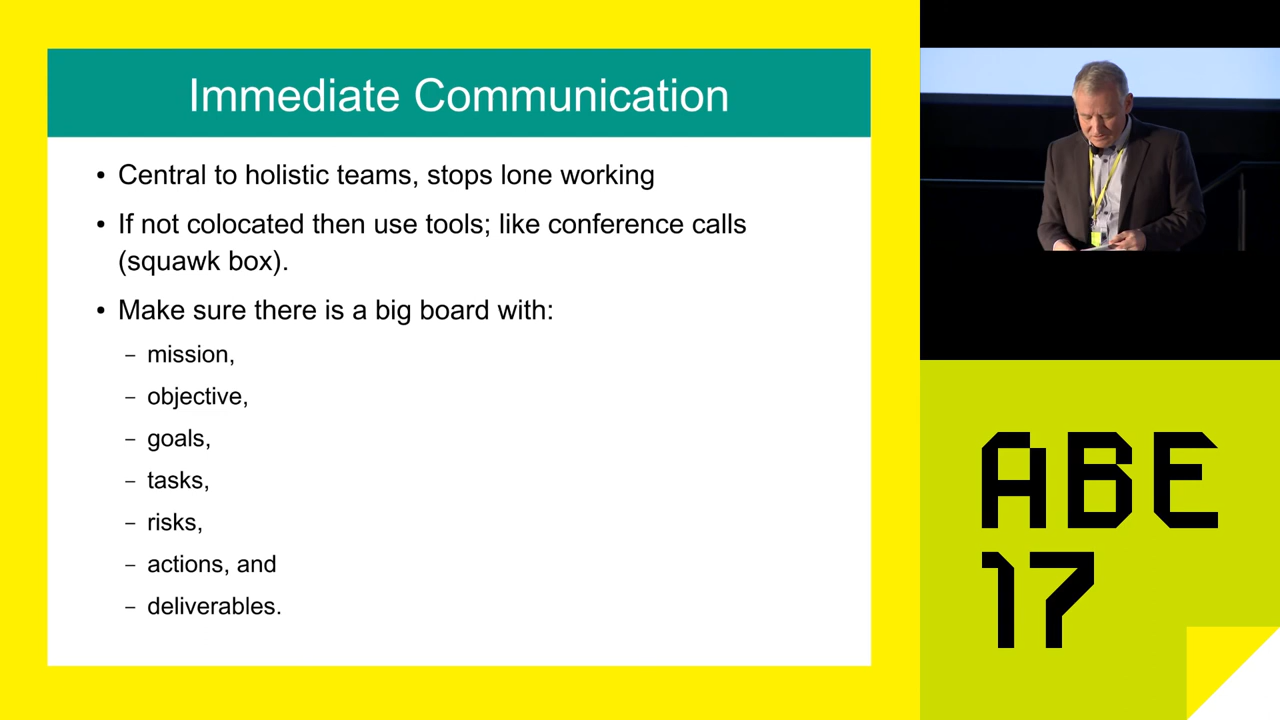 Immediate Communication
• Central to holistic teams, stops lone working
• If not colocated then use tools; like conference calls
(squawk box).
• Make sure there is a big board with:
– mission,
– objective,
– goals,
– tasks,
– risks,
– actions, and
– deliverables.
ABE
17